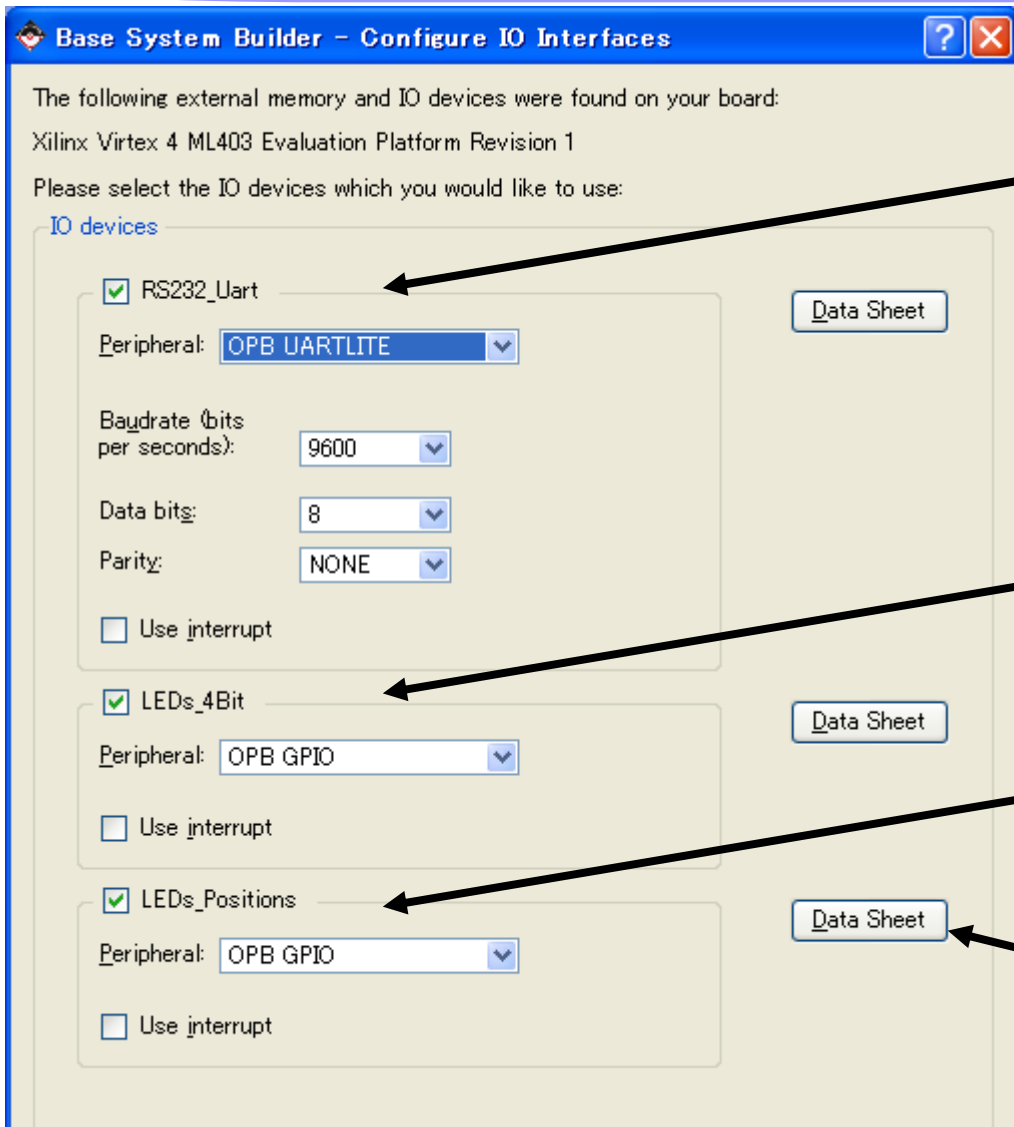 Base System Builder - Configure IO Interfaces
The following external memory and IO devices were found on your board:
Xilinx Virtex 4 ML403 Evaluation Platform Revision 1
Please select the IO devices which you would like to use:
IO devices
RS232_Uart
Data Sheet
Peripheral: OPB UARTLITE
Baudrate (bits
per seconds): 9600
Data bits: 8
Parity: NONE
Use interrupt
LEDs_4Bit
Data Sheet
Peripheral: OPB GPIO
Use interrupt
LEDs_Positions
Data Sheet
Peripheral: OPB GPIO
Use interrupt